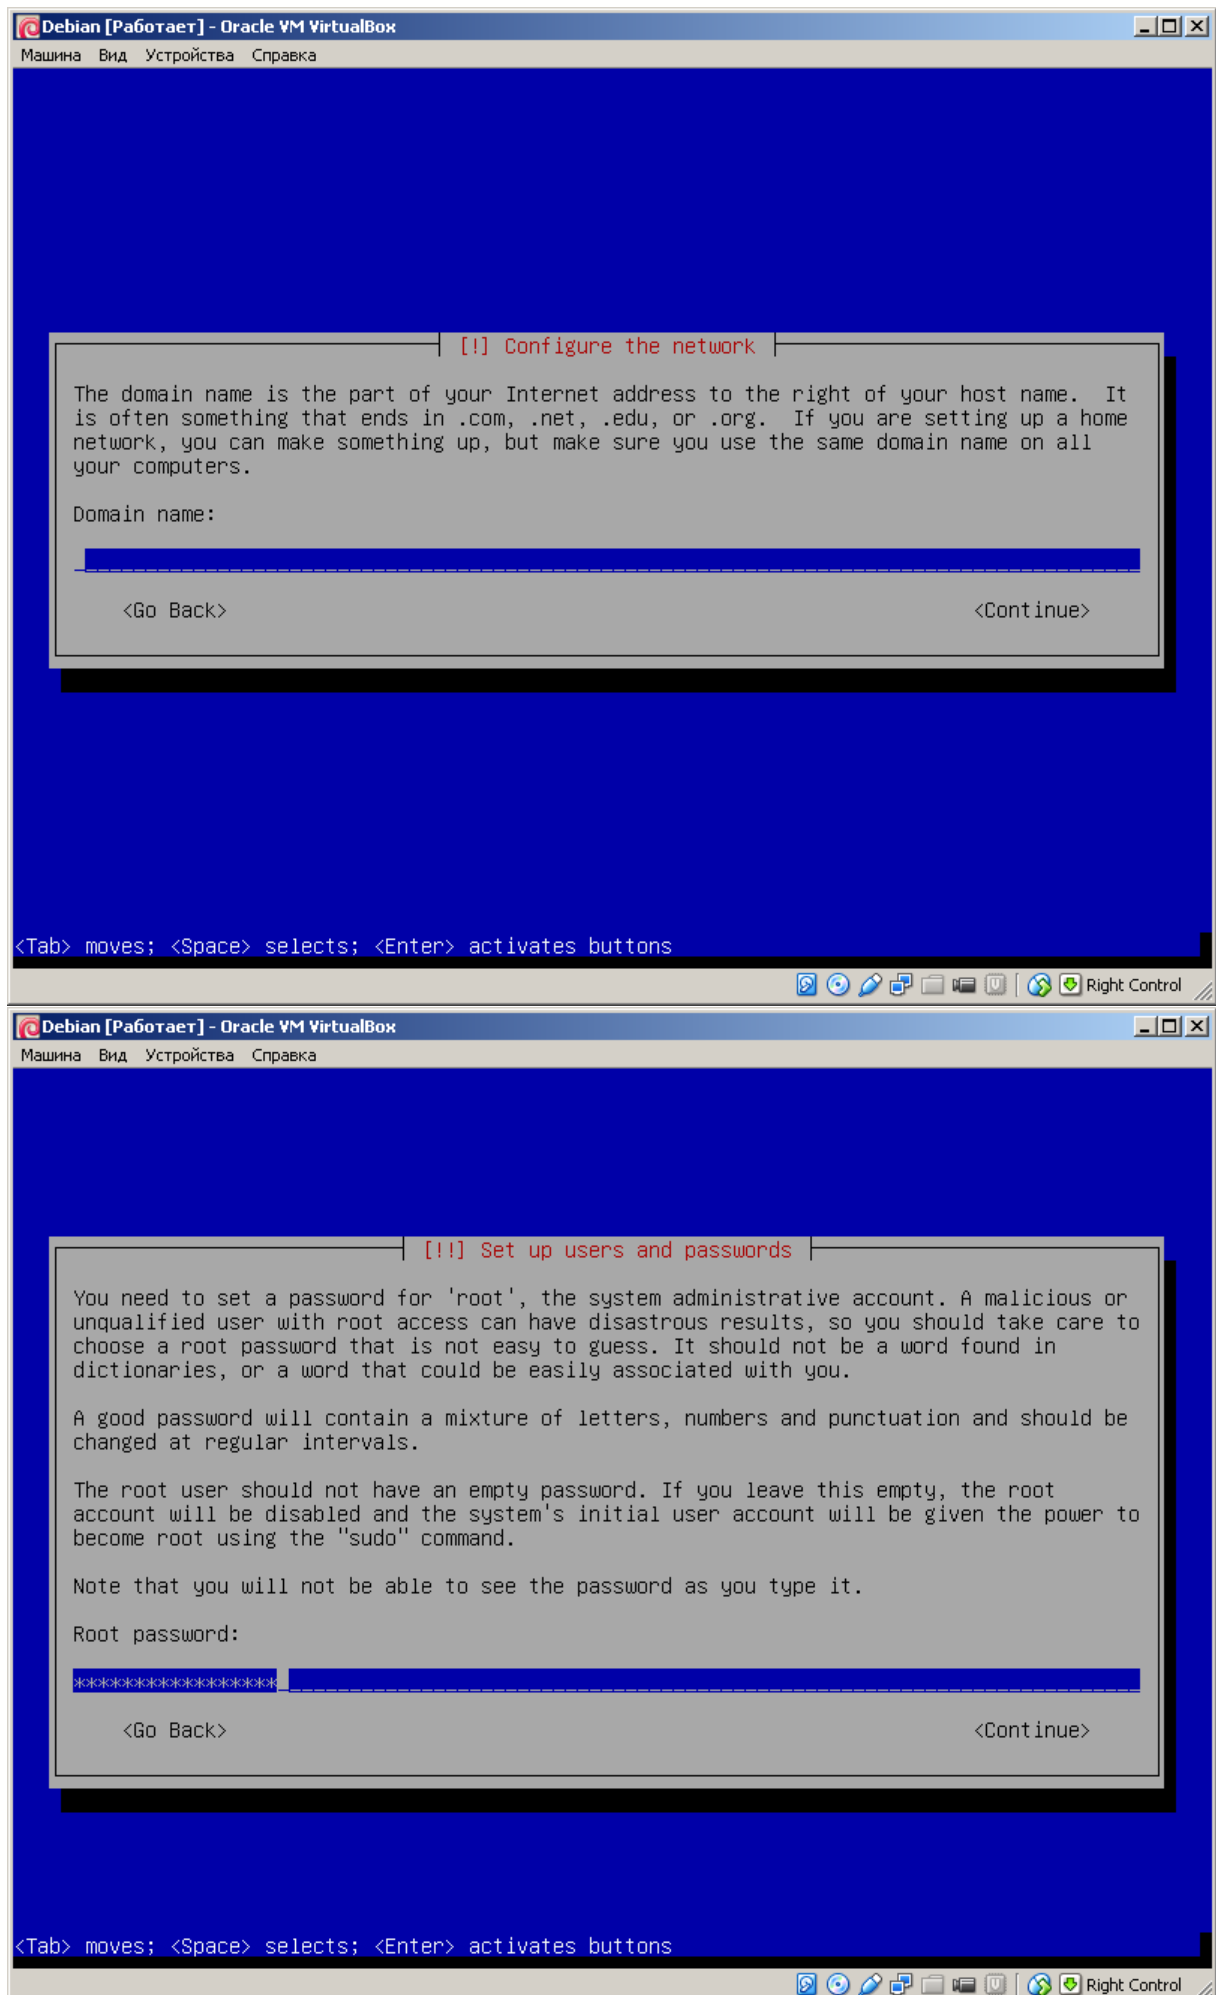 Debian [Работает] - Oracle VM VirtualBox
Машина Вид Устройства Справка
[!] Configure the network
The domain name is the part of your Internet address to the right of your host name.  It
is often something that ends in .com, .net, .edu, or .org.  If you are setting up a home
network, you can make something up, but make sure you use the same domain name on all
your computers.
Domain name:
<Go Back> <Continue>
<Tab> moves; <Space> selects; <Enter> activates buttons
Right Control
Debian [Работает] - Oracle VM VirtualBox
Машина Вид Устройства Справка
[!!] Set up users and passwords
You need to set a password for 'root', the system administrative account. A malicious or
unqualified user with root access can have disastrous results, so you should take care to
choose a root password that is not easy to guess. It should not be a word found in
dictionaries, or a word that could be easily associated with you.
A good password will contain a mixture of letters, numbers and punctuation and should be
changed at regular intervals.
The root user should not have an empty password. If you leave this empty, the root
account will be disabled and the system's initial user account will be given the power to
become root using the "sudo" command.
Note that you will not be able to see the password as you type it.
Root password:
*****************
<Go Back> <Continue>
<Tab> moves; <Space> selects; <Enter> activates buttons
Right Control